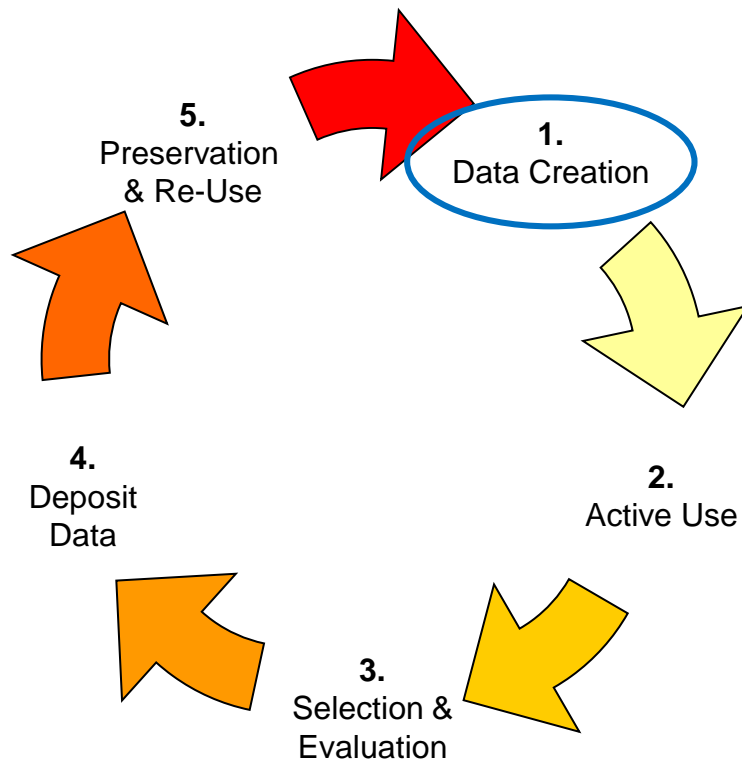 1.
Data Creation
2.
Active Use
3.
Selection &
Evaluation
4.
Deposit
Data
5.
Preservation
& Re-Use